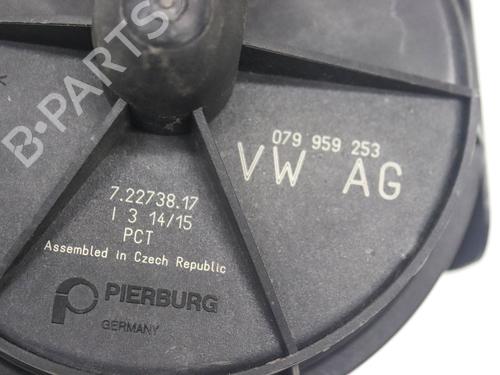 B-PARTS
079 959 253
VW AG
7.22738.17
I 3 14/15
PCT
Assembled in Czech Republic
PIERBURG
GERMANY